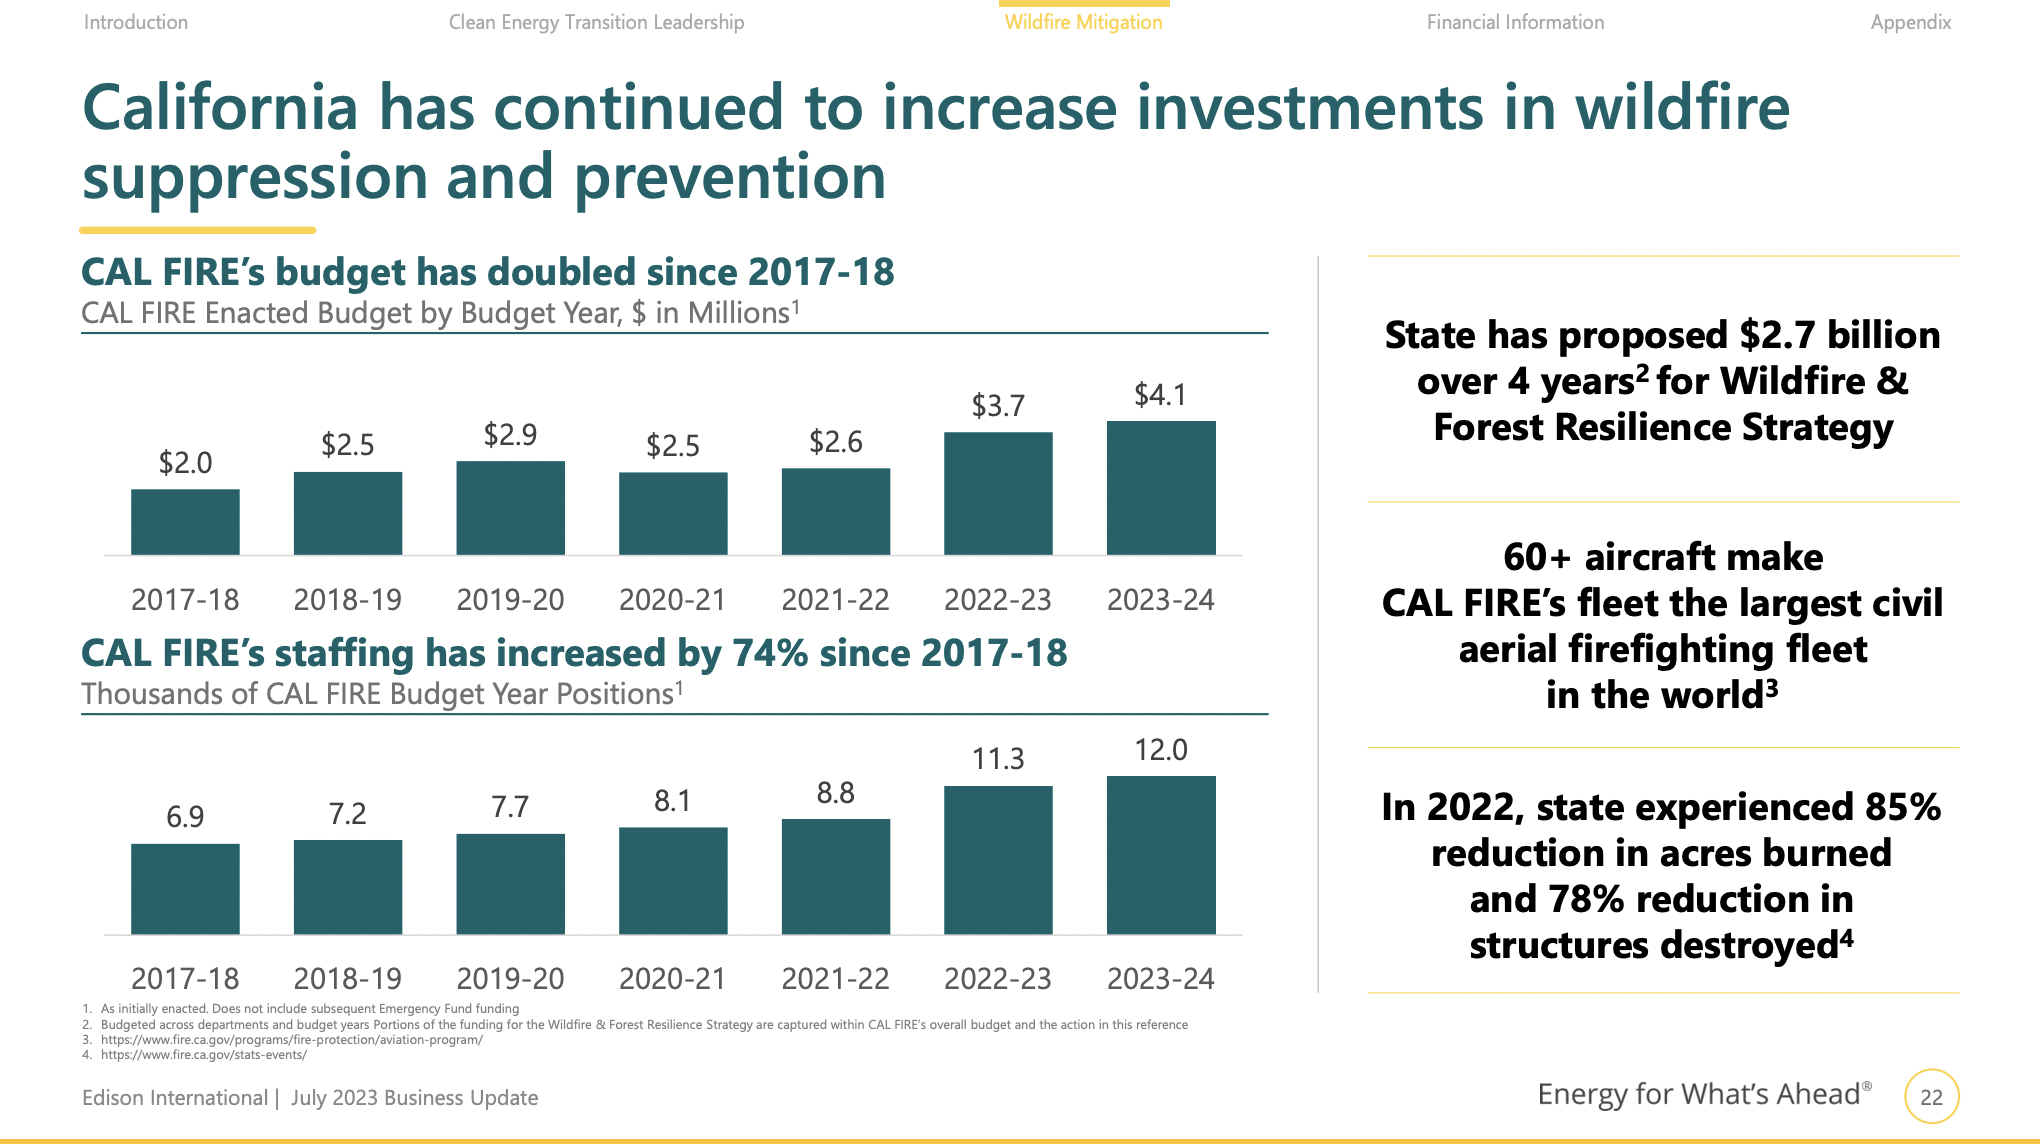 Introduction
Clean Energy Transition Leadership
Wildfire Mitigation
Financial Information
Appendix
California has continued to increase investments in wildfire
suppression and prevention
CAL FIRE’s budget has doubled since 2017-18
CAL FIRE Enacted Budget by Budget Year, $ in Millions¹
$2.0
$2.5
$2.9
$2.5
$2.6
$3.7
$4.1
2017-18
2018-19
2019-20
2020-21
2021-22
2022-23
2023-24
CAL FIRE’s staffing has increased by 74% since 2017-18
Thousands of CAL FIRE Budget Year Positions¹
6.9
7.2
7.7
8.1
8.8
11.3
12.0
2017-18
2018-19
2019-20
2020-21
2021-22
2022-23
2023-24
State has proposed $2.7 billion
over 4 years² for Wildfire &
Forest Resilience Strategy
60+ aircraft make
CAL FIRE’s fleet the largest civil
aerial firefighting fleet
in the world³
In 2022, state experienced 85%
reduction in acres burned
and 78% reduction in
structures destroyed⁴
1. As initially enacted. Does not include subsequent Emergency Fund funding
2. Budgeted across departments and budget years Portions of the funding for the Wildfire & Forest Resilience Strategy are captured within CAL FIRE’s overall budget and the action in this reference
3. https://www.fire.ca.gov/programs/fire-protection/aviation-program/
4. https://www.fire.ca.gov/stats-events/
Edison International | July 2023 Business Update
Energy for What’s Ahead®
22